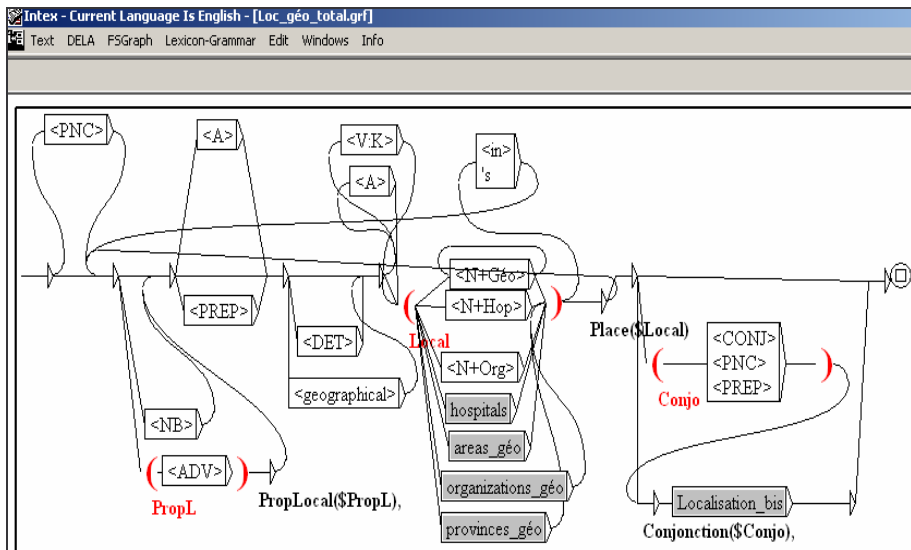 Intex - Current Language Is English - [Loc_géo_total.grf]
Text DELA FSGraph Lexicon-Grammar Edit Windows Info
<PNC>
<A>
<V:K>
<in>
's
<A>
<N+Géo>
<PREP>
<N+Hop>
Local
Place($Local)
<DET>
<N+Org>
<CONJ>
<PNC>
<PREP>
<geographical>
Conjo
hospitals
<NB>
areas_géo
<ADV>
organizations_géo
PropL
PropLocal($PropL),
Localisation_bis
provinces_géo
Conjonction($Conjo),